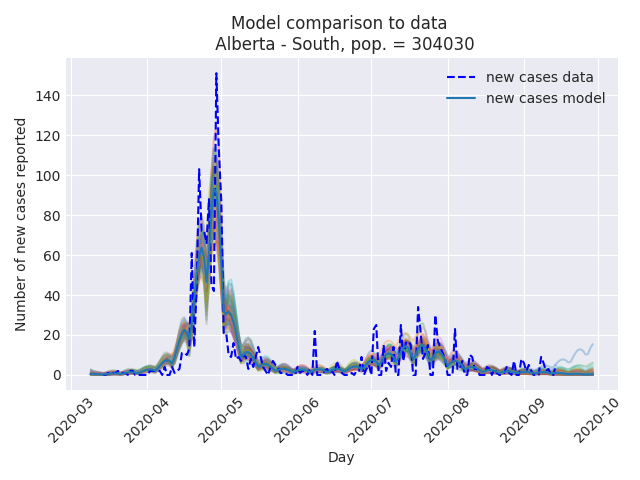 Model comparison to data
Alberta - South, pop. = 304030
new cases data
new cases model
Number of new cases reported
140
120
100
80
60
40
20
0
2020-03
2020-04
2020-05
2020-06
2020-07
2020-08
2020-09
2020-10
Day